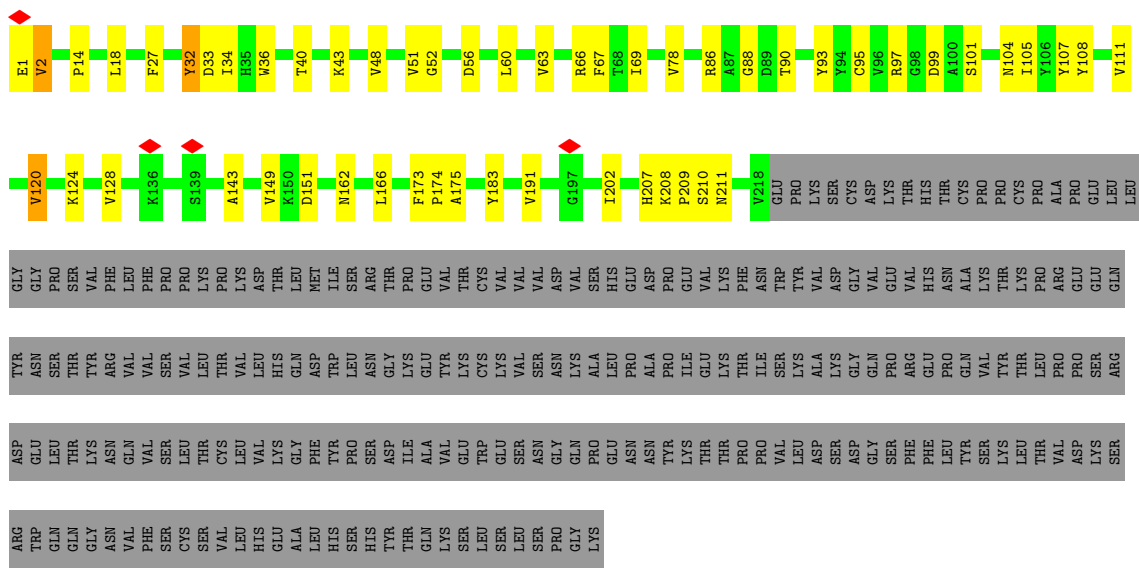 E1 V2 P14 L18 F27 Y32 D33 I34 H35 W36 T40 K43 V48 V51 G52 D56 L60 V63 R66 F67 T68 I69 V78 R86 A87 G88 D89 T90 Y93 Y94 C95 V96 R97 G98 D99 A100 S101 N104 I105 Y106 Y107 Y108 V111
V120 K124 V128 K136 S139 A143 V149 K150 D151 N162 L166 F173 P174 A175 Y183 V191 G197 I202 H207 K208 P209 S210 N211 V218 GLU PRO LYS SER CYS ASP LYS THR HIS THR CYS PRO PRO CYS PRO ALA PRO GLU LEU LEU
GLY GLY PRO SER VAL PHE LEU PHE PRO PRO LYS PRO LYS ASP THR LEU MET ILE SER ARG THR PRO GLU VAL THR CYS VAL VAL VAL ASP VAL SER HIS GLU ASP PRO GLU VAL LYS PHE ASN TRP TYR VAL ASP GLY VAL GLU VAL HIS ASN ALA LYS THR LYS PRO ARG GLU GLU GLN
TYR ASN SER THR TYR ARG VAL VAL SER VAL LEU THR VAL LEU HIS GLN ASP TRP LEU ASN GLY LYS GLU TYR LYS CYS LYS VAL SER ASN LYS ALA LEU PRO ALA PRO ILE GLU LYS THR ILE SER LYS ALA LYS GLY GLN PRO ARG GLU PRO GLN VAL TYR THR LEU PRO PRO SER ARG
ASP GLU LEU THR LYS ASN GLN VAL SER LEU THR CYS LEU VAL LYS GLY PHE TYR PRO SER ASP ILE ALA VAL GLU TRP GLU SER ASN GLY GLN PRO GLU ASN ASN TYR LYS THR THR PRO PRO VAL LEU ASP SER ASP GLY SER PHE PHE LEU TYR SER LYS LEU THR VAL ASP LYS SER
ARG TRP GLN GLN GLY ASN VAL PHE SER CYS SER VAL LEU HIS GLU ALA LEU HIS SER HIS TYR THR GLN LYS SER LEU SER LEU SER PRO GLY LYS